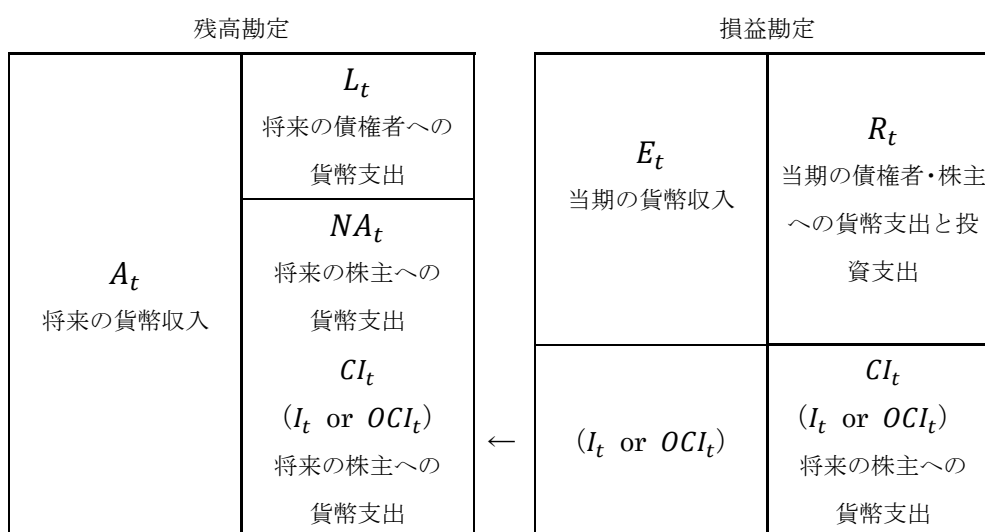 残高勘定
A_t
将来の貨幣収入
L_t
将来の債権者への
貨幣支出
NA_t
将来の株主への
貨幣支出
CI_t
(I_t or OCI_t)
将来の株主への
貨幣支出
←
損益勘定
E_t
当期の貨幣収入
(I_t or OCI_t)
R_t
当期の債権者・株主
への貨幣支出と投
資支出
CI_t
(I_t or OCI_t)
将来の株主への
貨幣支出